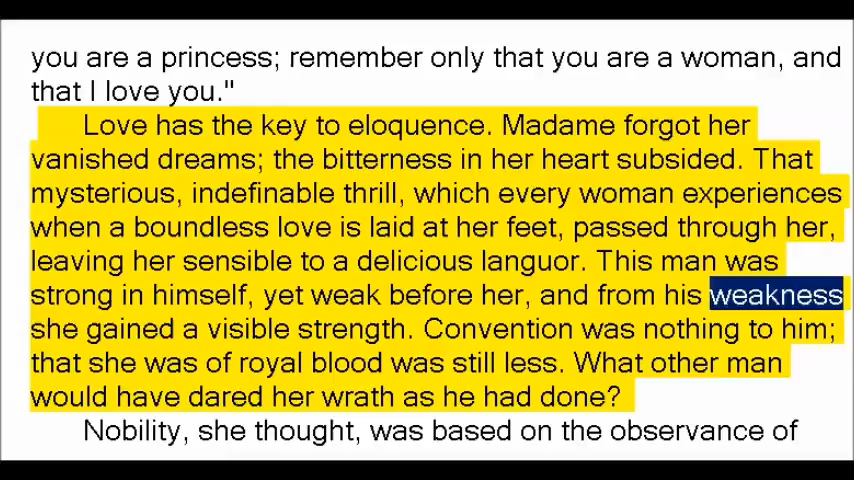 you are a princess; remember only that you are a woman, and
that I love you."
Love has the key to eloquence. Madame forgot her
vanished dreams; the bitterness in her heart subsided. That
mysterious, indefinable thrill, which every woman experiences
when a boundless love is laid at her feet, passed through her,
leaving her sensible to a delicious languor. This man was
strong in himself, yet weak before her, and from his weakness
she gained a visible strength. Convention was nothing to him;
that she was of royal blood was still less. What other man
would have dared her wrath as he had done?
Nobility, she thought, was based on the observance of